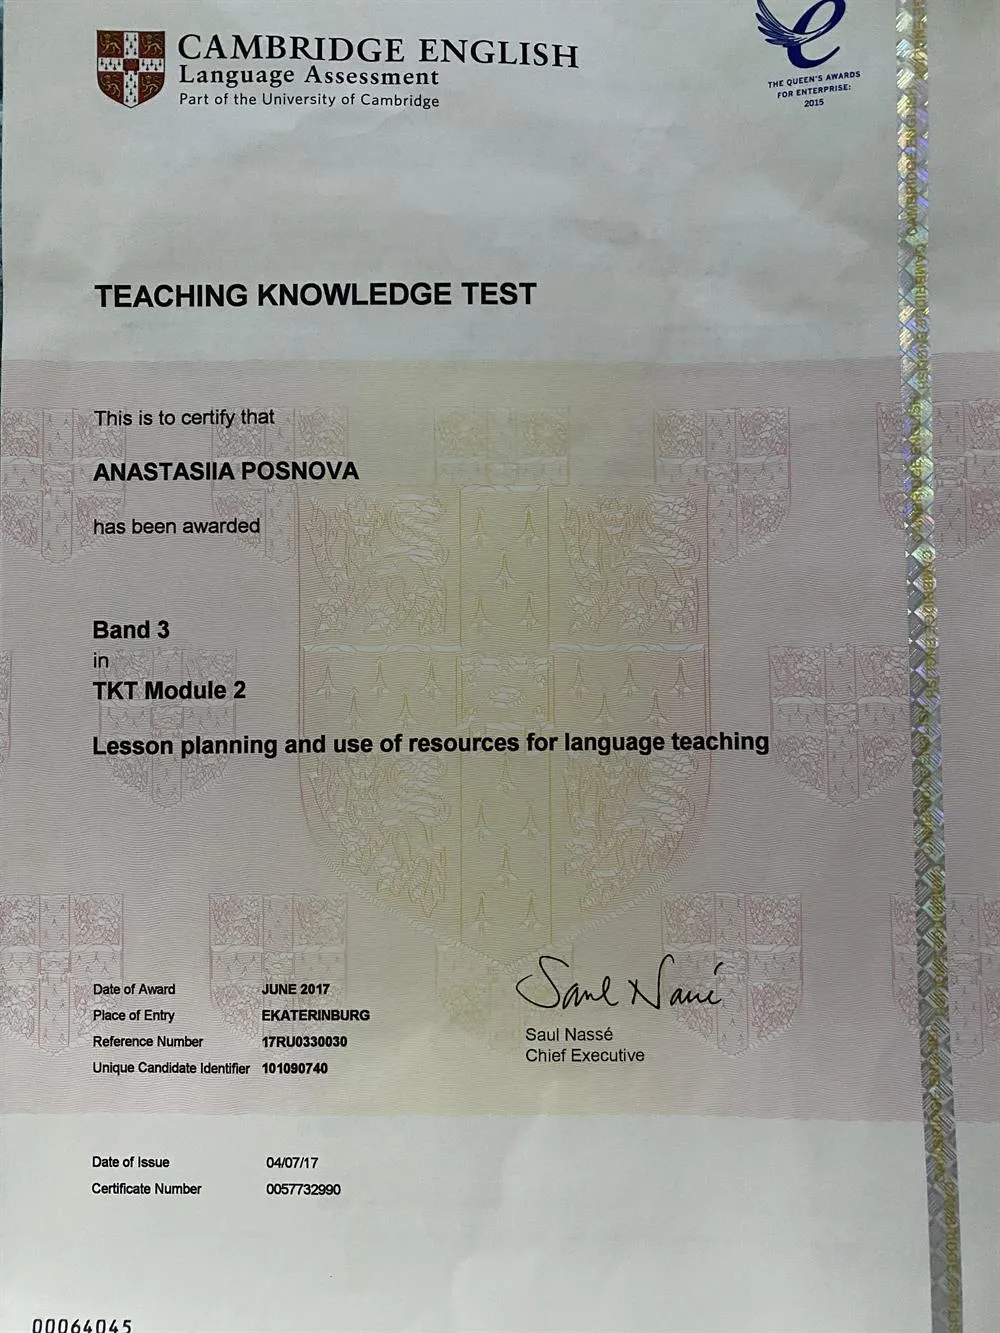 CAMBRIDGE ENGLISH
Language Assessment
Part of the University of Cambridge
THE QUEEN'S AWARDS
FOR ENTERPRISE:
2015
TEACHING KNOWLEDGE TEST
This is to certify that
ANASTASIIA POSNOVA
has been awarded
Band 3
in
TKT Module 2
Lesson planning and use of resources for language teaching
Date of Award JUNE 2017
Place of Entry EKATERINBURG
Reference Number 17RU0330030
Unique Candidate Identifier 101090740
Saul Nassé
Saul Nassé
Chief Executive
Date of Issue 04/07/17
Certificate Number 0057732990
00064045